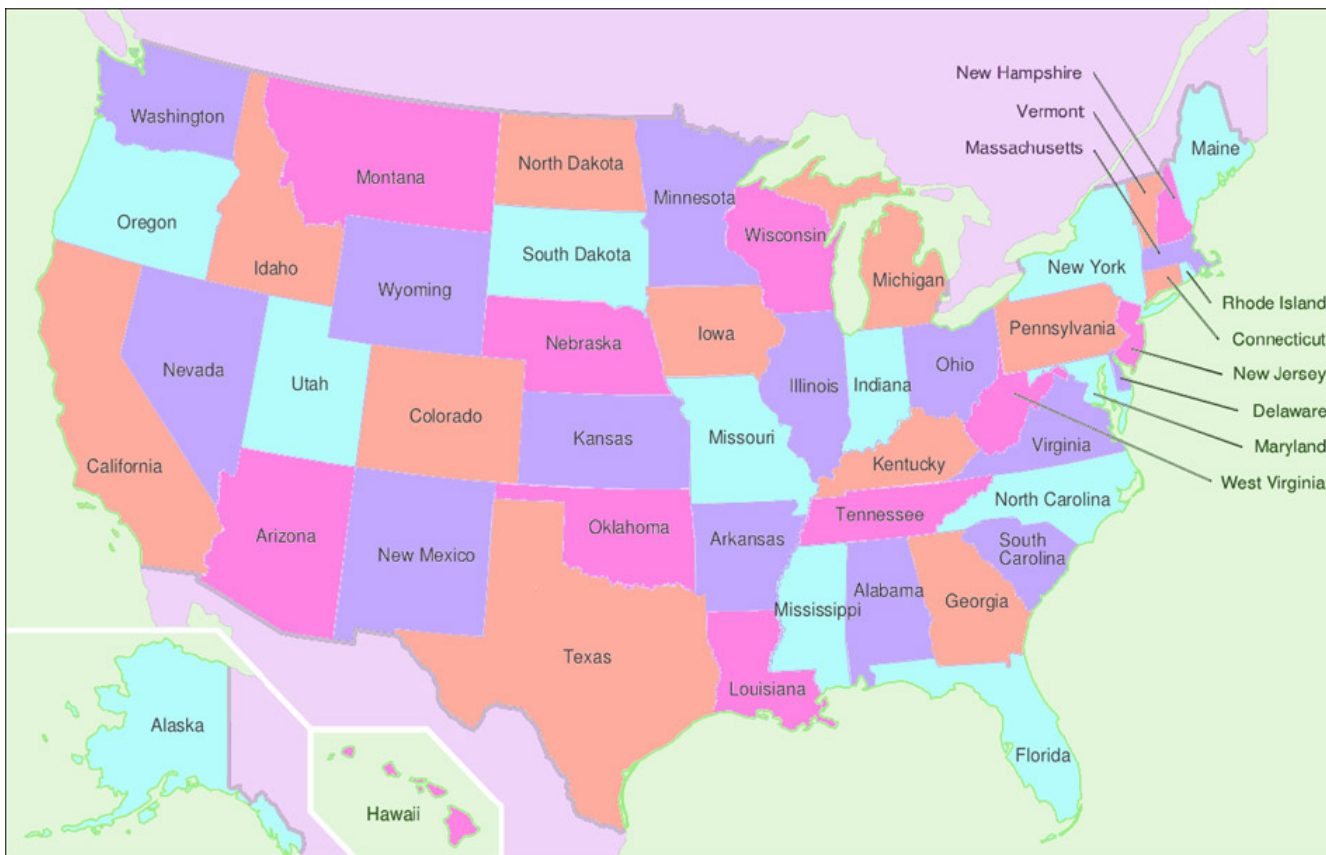 New Hampshire
Vermont
Massachusetts
Washington
Montana
North Dakota
Minnesota
Maine
Oregon
Idaho
Wyoming
South Dakota
Wisconsin
Michigan
New York
Rhode Island
Connecticut
New Jersey
Delaware
Maryland
West Virginia
Nevada
Utah
Colorado
Nebraska
Iowa
Illinois
Indiana
Ohio
Pennsylvania
California
Kansas
Missouri
Kentucky
Virginia
Arizona
New Mexico
Oklahoma
Arkansas
Tennessee
North Carolina
South
Carolina
Texas
Louisiana
Mississippi
Alabama
Georgia
Florida
Alaska
Hawaii